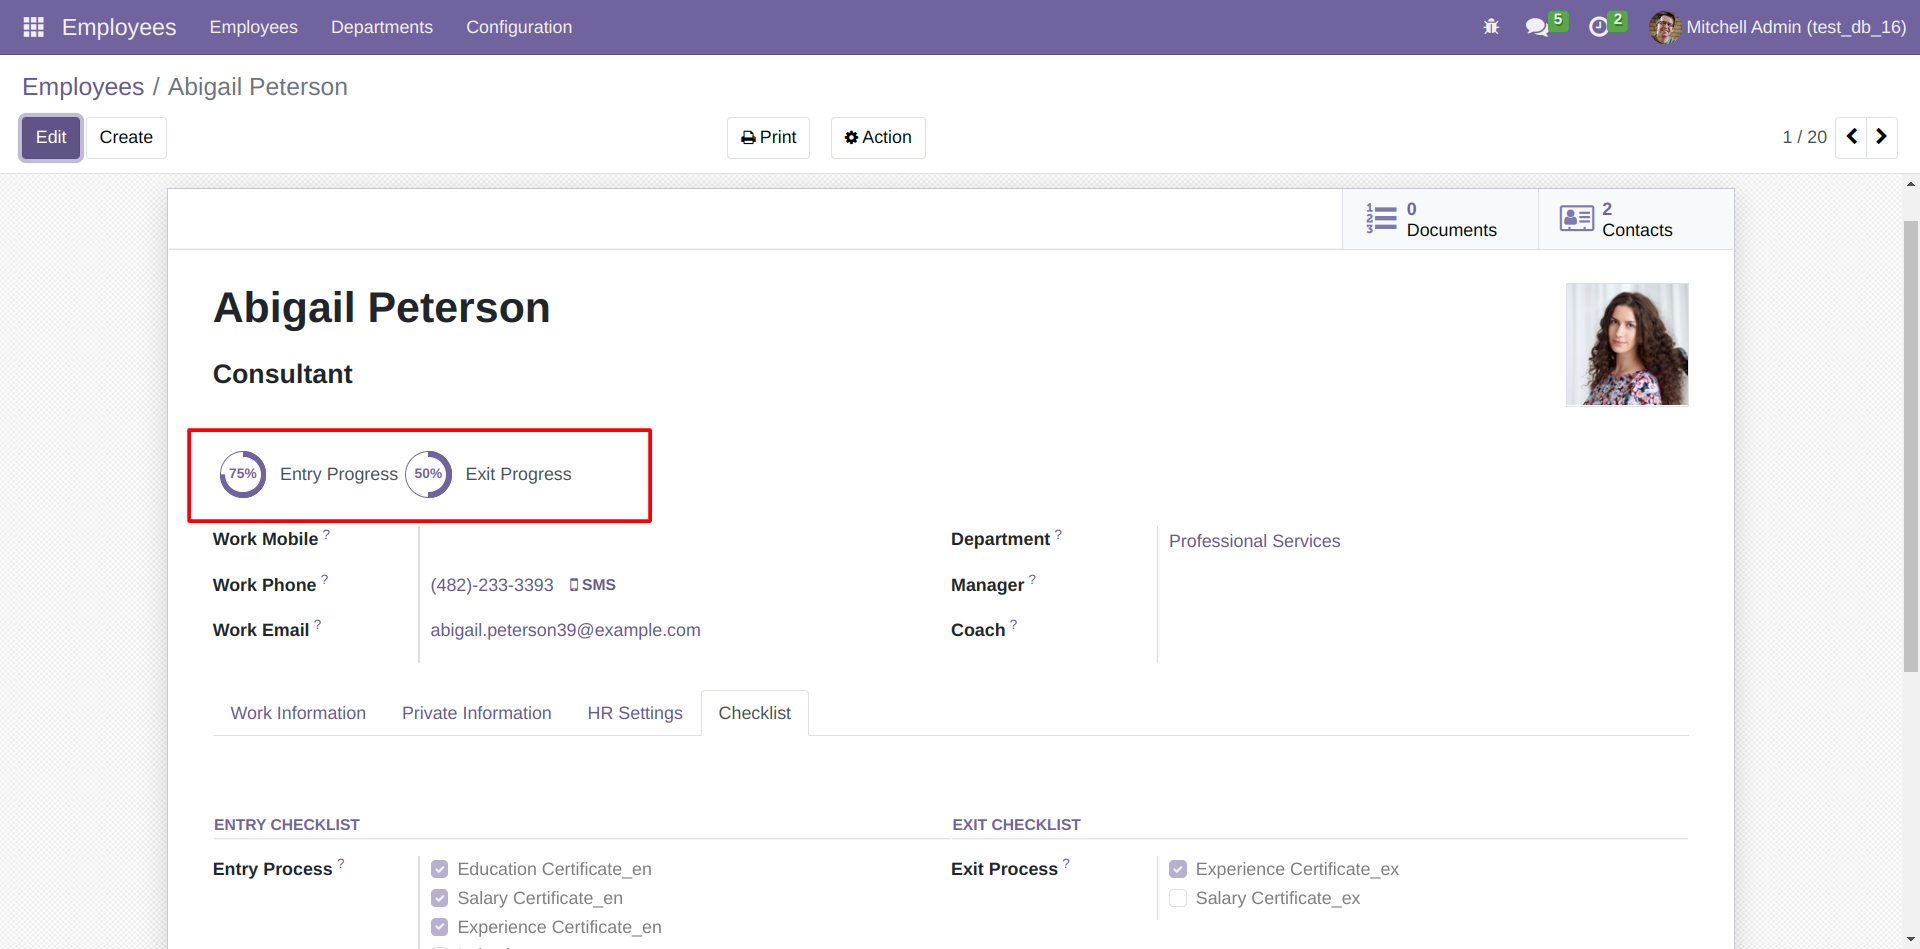 Employees Employees Departments Configuration 5 2 Mitchell Admin (test_db_16)
Employees / Abigail Peterson
Edit Create Print Action 1 / 20
0 Documents
2 Contacts
Abigail Peterson
Consultant
75% Entry Progress 50% Exit Progress
Work Mobile ? Department ? Professional Services
Work Phone ? (482)-233-3393 SMS Manager ?
Work Email ? abigail.peterson39@example.com Coach ?
Work Information Private Information HR Settings Checklist
ENTRY CHECKLIST EXIT CHECKLIST
Entry Process ? Education Certificate_en Exit Process ? Experience Certificate_ex
Salary Certificate_en Salary Certificate_ex
Experience Certificate_en